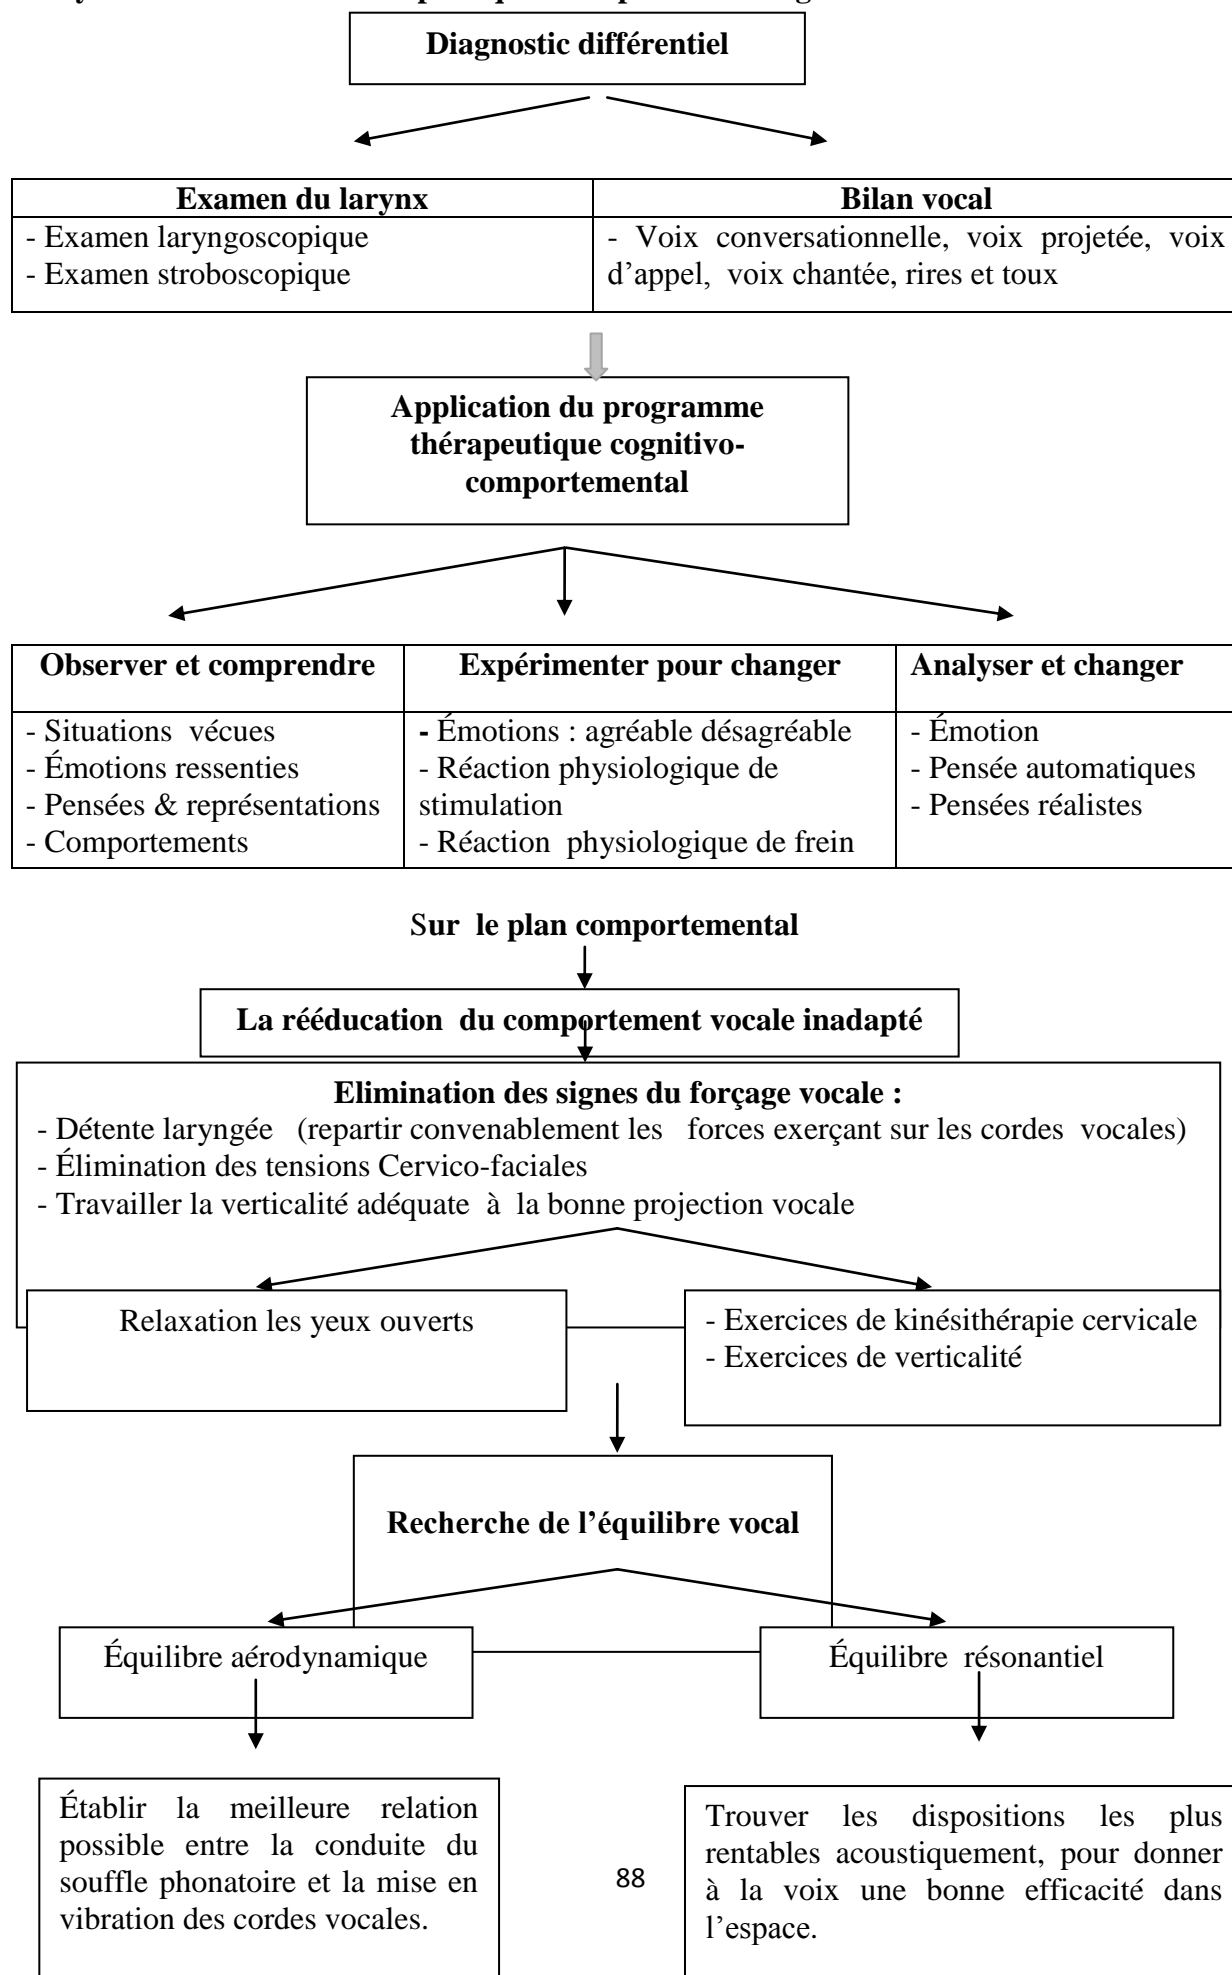 Diagnostic différentiel
Examen du larynx
- Examen laryngoscopique
- Examen stroboscopique
Bilan vocal
- Voix conversationnelle, voix projetée, voix
d’appel, voix chantée, rires et toux
Application du programme
thérapeutique cognitivo-
comportemental
Observer et comprendre
- Situations vécues
- Émotions ressenties
- Pensées & représentations
- Comportements
Expérimenter pour changer
- Émotions : agréable désagréable
- Réaction physiologique de
stimulation
- Réaction physiologique de frein
Analyser et changer
- Émotion
- Pensée automatiques
- Pensées réalistes
Sur le plan comportemental
La rééducation du comportement vocale inadapté
Elimination des signes du forçage vocale :
- Détente laryngée (repartir convenablement les forces exerçant sur les cordes vocales)
- Élimination des tensions Cervico-faciales
- Travailler la verticalité adéquate à la bonne projection vocale
Relaxation les yeux ouverts
- Exercices de kinésithérapie cervicale
- Exercices de verticalité
Recherche de l’équilibre vocal
Équilibre aérodynamique
Équilibre résonantiel
Établir la meilleure relation
possible entre la conduite du
souffle phonatoire et la mise en
vibration des cordes vocales.
88
Trouver les dispositions les plus
rentables acoustiquement, pour donner
à la voix une bonne efficacité dans
l’espace.